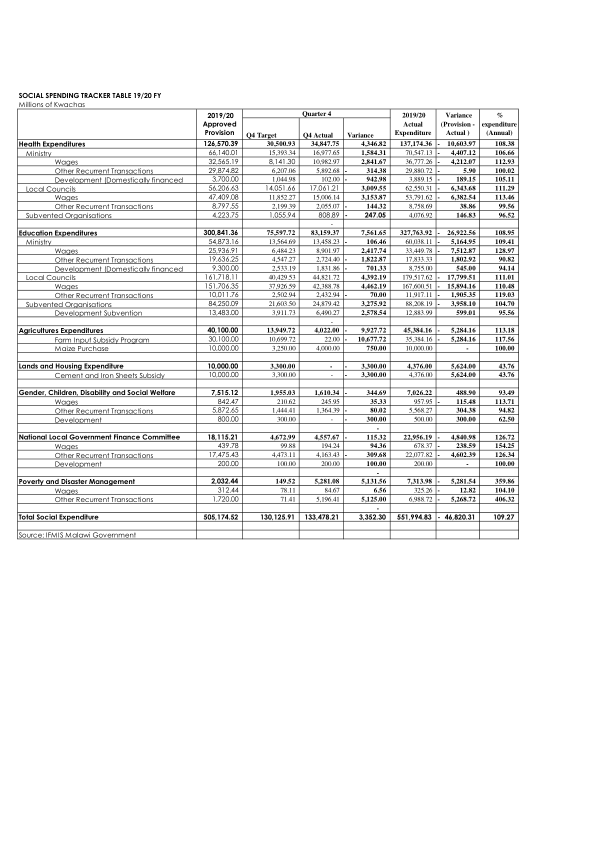 SOCIAL SPENDING TRACKER TABLE 19/20 FY
Millions of Kwachas
2019/20 Approved Provision Quarter 4 2019/20 Actual Expenditure Variance (Provision - Actual ) % expenditure (Annual)
Q4 Target Q4 Actual Variance
Health Expenditures 126,570.39 30,500.93 34,847.75 4,346.82 137,174.36 - 10,603.97 108.38
Ministry 66,140.01 15,393.34 16,977.65 1,584.31 70,547.13 - 4,407.12 106.66
Wages 32,565.19 8,141.30 10,982.97 2,841.67 36,777.26 - 4,212.07 112.93
Other Recurrent Transactions 29,874.82 6,207.06 5,892.68 - 314.38 29,880.72 - 5.90 100.02
Development (Domestically financed 3,700.00 1,044.98 102.00 - 942.98 3,889.15 - 189.15 105.11
Local Councils 56,206.63 14,051.66 17,061.21 3,009.55 62,550.31 - 6,343.68 111.29
Wages 47,409.08 11,852.27 15,006.14 3,153.87 53,791.62 - 6,382.54 113.46
Other Recurrent Transactions 8,797.55 2,199.39 2,055.07 - 144.32 8,758.69 38.86 99.56
Subvented Organisations 4,223.75 1,055.94 808.89 - 247.05 4,076.92 146.83 96.52
Education Expenditures 300,841.36 75,597.72 83,159.37 7,561.65 327,763.92 - 26,922.56 108.95
Ministry 54,873.16 13,564.69 13,458.23 - 106.46 60,038.11 - 5,164.95 109.41
Wages 25,936.91 6,484.23 8,901.97 2,417.74 33,449.78 - 7,512.87 128.97
Other Recurrent Transactions 19,636.25 4,547.27 2,724.40 - 1,822.87 17,833.33 1,802.92 90.82
Development (Domestically financed 9,300.00 2,533.19 1,831.86 - 701.33 8,755.00 545.00 94.14
Local Councils 161,718.11 40,429.53 44,821.72 4,392.19 179,517.62 - 17,799.51 111.01
Wages 151,706.35 37,926.59 42,388.78 4,462.19 167,600.51 - 15,894.16 110.48
Other Recurrent Transactions 10,011.76 2,502.94 2,432.94 - 70.00 11,917.11 - 1,905.35 119.03
Subvented Organisations 84,250.09 21,603.50 24,879.42 3,275.92 88,208.19 - 3,958.10 104.70
Development Subvention 13,483.00 3,911.73 6,490.27 2,578.54 12,883.99 599.01 95.56
Agricultures Expenditures 40,100.00 13,949.72 4,022.00 - 9,927.72 45,384.16 - 5,284.16 113.18
Farm Input Subsidy Program 30,100.00 10,699.72 22.00 - 10,677.72 35,384.16 - 5,284.16 117.56
Maize Purchase 10,000.00 3,250.00 4,000.00 750.00 10,000.00 - 100.00
Lands and Housing Expenditure 10,000.00 3,300.00 - - 3,300.00 4,376.00 5,624.00 43.76
Cement and Iron Sheets Subsidy 10,000.00 3,300.00 - - 3,300.00 4,376.00 5,624.00 43.76
Gender, Children, Disability and Social Welfare 7,515.12 1,955.03 1,610.34 - 344.69 7,026.22 488.90 93.49
Wages 842.47 210.62 245.95 35.33 957.95 - 115.48 113.71
Other Recurrent Transactions 5,872.65 1,444.41 1,364.39 - 80.02 5,568.27 304.38 94.82
Development 800.00 300.00 - - 300.00 500.00 300.00 62.50
-
National Local Government Finance Committee 18,115.21 4,672.99 4,557.67 - 115.32 22,956.19 - 4,840.98 126.72
Wages 439.78 99.88 194.24 94.36 678.37 - 238.59 154.25
Other Recurrent Transactions 17,475.43 4,473.11 4,163.43 - 309.68 22,077.82 - 4,602.39 126.34
Development 200.00 100.00 200.00 100.00 200.00 - 100.00
-
Poverty and Disaster Management 2,032.44 149.52 5,281.08 5,131.56 7,313.98 - 5,281.54 359.86
Wages 312.44 78.11 84.67 6.56 325.26 - 12.82 104.10
Other Recurrent Transactions 1,720.00 71.41 5,196.41 5,125.00 6,988.72 - 5,268.72 406.32
-
Total Social Expenditure 505,174.52 130,125.91 133,478.21 3,352.30 551,994.83 - 46,820.31 109.27
Source: IFMIS Malawi Government